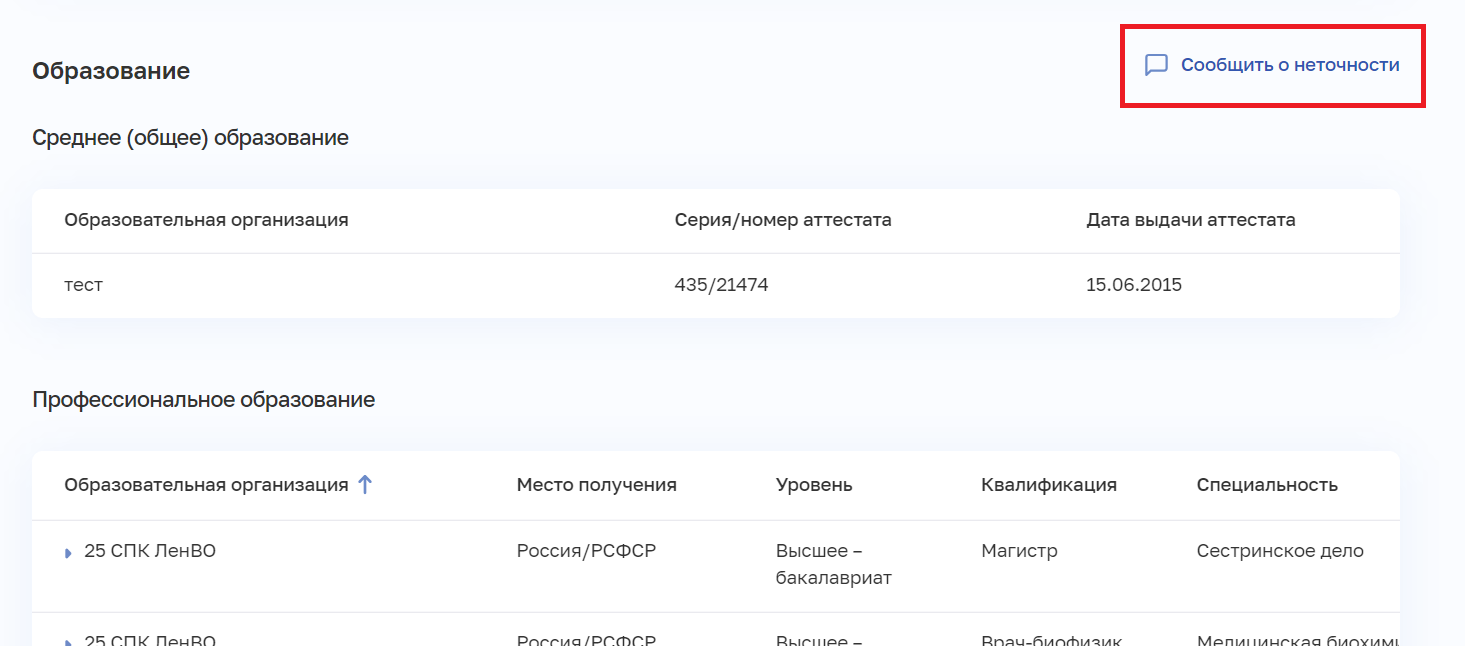 Образование
Сообщить о неточности
Среднее (общее) образование
Образовательная организация Серия/номер аттестата Дата выдачи аттестата
тест 435/21474 15.06.2015
Профессиональное образование
Образовательная организация Место получения Уровень Квалификация Специальность
25 СПК ЛенВО Россия/РСФСР Высшее – Магистр Сестринское дело
бакалавриат
25 СПК ЛенВО Россия/РСФСР Высшее – Врач-биофизик Медицинская